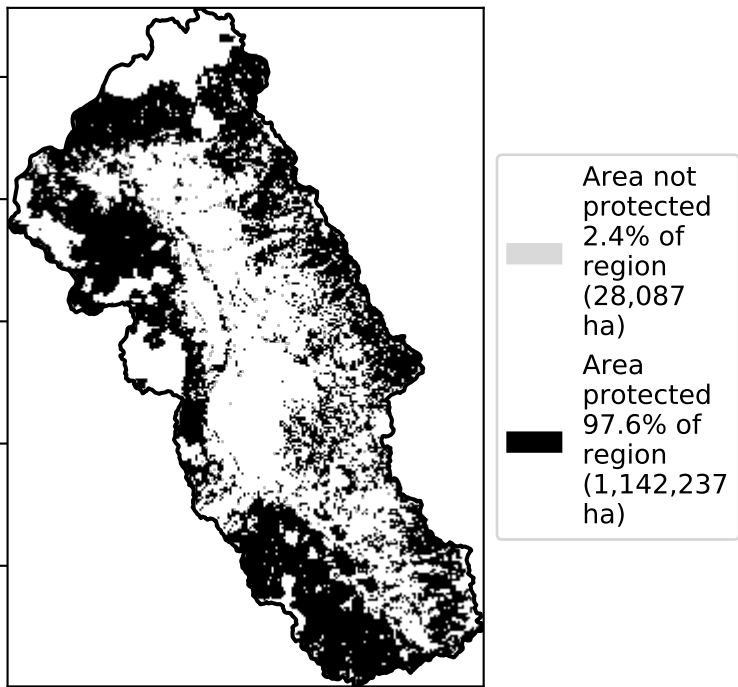 Area not
protected
2.4% of
region
(28,087
ha)
Area
protected
97.6% of
region
(1,142,237
ha)